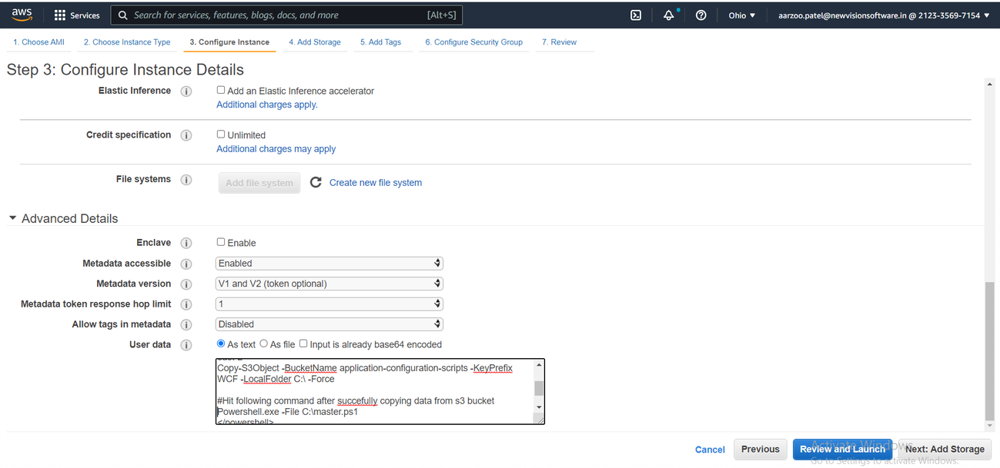 aws
Services
Search for services, features, blogs, docs, and more
[Alt+S]
Ohio
aarzoo.patel@newvisionsoftware.in @ 2123-3569-7154
1. Choose AMI
2. Choose Instance Type
3. Configure Instance
4. Add Storage
5. Add Tags
6. Configure Security Group
7. Review
Step 3: Configure Instance Details
Elastic Inference
Add an Elastic Inference accelerator
Additional charges apply.
Credit specification
Unlimited
Additional charges may apply
File systems
Add file system
Create new file system
Advanced Details
Enclave
Enable
Metadata accessible
Enabled
Metadata version
V1 and V2 (token optional)
Metadata token response hop limit
1
Allow tags in metadata
Disabled
User data
As text
As file
Input is already base64 encoded
Copy-S3Object -BucketName application-configuration-scripts -KeyPrefix
WCF -LocalFolder C:\ -Force
#Hit following command after succefully copying data from s3 bucket
Powershell.exe -File C:\master.ps1
</powershell>
Cancel
Previous
Review and Launch
Next: Add Storage
Activate Windows
Go to Settings to activate Windows.